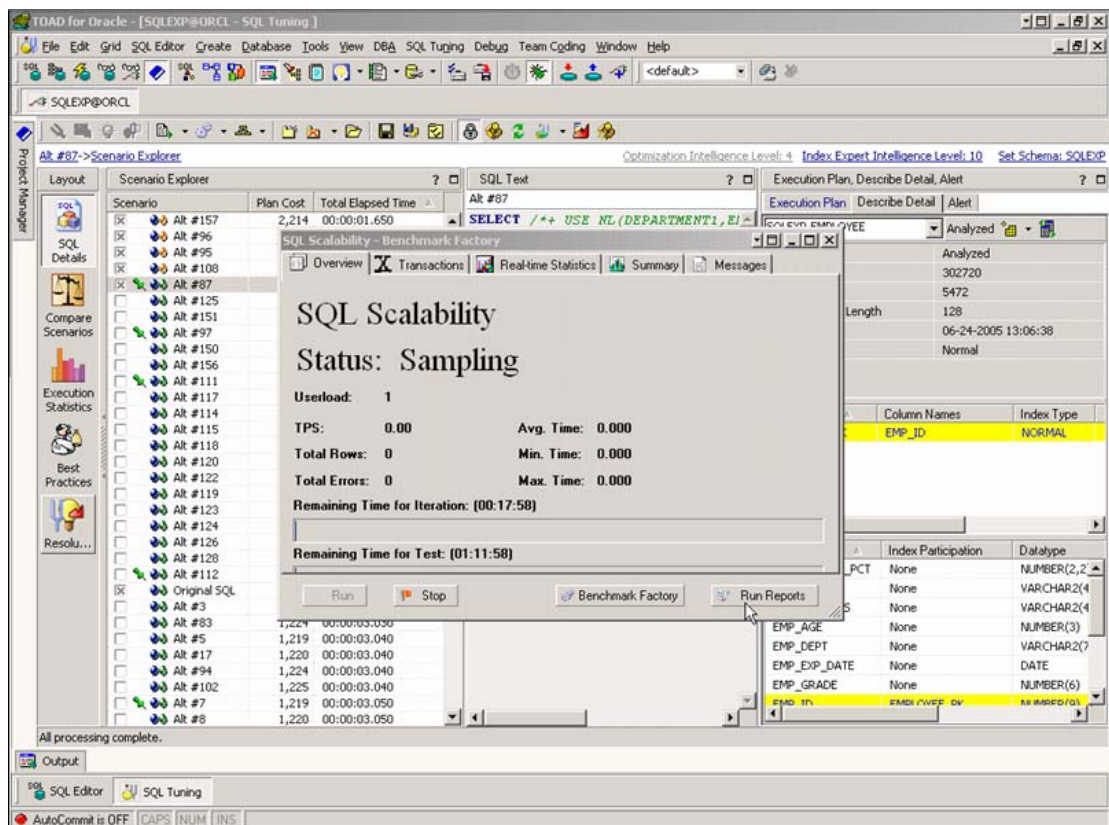 TOAD for Oracle - [SQLEXP@ORCL - SQL Tuning ]
File Edit Grid SQL Editor Create Database Tools View DBA SQL Tuning Debug Team Coding Window Help
<default>
SQLEXP@ORCL
Project Manager
Alt #87->Scenario Explorer
Optimization Intelligence Level: 4 Index Expert Intelligence Level: 10 Set Schema: SQLEXP
Layout
SQL Details
Compare Scenarios
Execution Statistics
Best Practices
Resolu...
Scenario Explorer
Scenario Plan Cost Total Elapsed Time
Alt #157 2,214 00:00:01.650
Alt #96
Alt #95
Alt #108
Alt #87
Alt #125
Alt #151
Alt #97
Alt #150
Alt #156
Alt #111
Alt #117
Alt #114
Alt #115
Alt #118
Alt #120
Alt #122
Alt #119
Alt #123
Alt #124
Alt #126
Alt #128
Alt #112
Original SQL
Alt #3
Alt #83 1,224 00:00:03.030
Alt #5 1,219 00:00:03.040
Alt #17 1,220 00:00:03.040
Alt #94 1,224 00:00:03.040
Alt #102 1,225 00:00:03.040
Alt #7 1,219 00:00:03.050
Alt #8 1,220 00:00:03.050
SQL Text
Alt #87
SELECT /*+ USE_NL(DEPARTMENT1,
SQL Scalability - Benchmark Factory
Overview Transactions Real-time Statistics Summary Messages
SQL Scalability
Status: Sampling
Userload: 1
TPS: 0.00 Avg. Time: 0.000
Total Rows: 0 Min. Time: 0.000
Total Errors: 0 Max. Time: 0.000
Remaining Time for Iteration: (00:17:58)
Remaining Time for Test: (01:11:58)
Run Stop Benchmark Factory Run Reports
Execution Plan, Describe Detail, Alert
Execution Plan Describe Detail Alert
SQLEXP.EMPLOYEE Analyzed
Analyzed
302720
5472
Length 128
06-24-2005 13:06:38
Normal
Column Names Index Type
EMP_ID NORMAL
Index Participation Datatype
_PCT None NUMBER(2,2
None VARCHAR2(4
S None VARCHAR2(4
EMP_AGE None NUMBER(3)
EMP_DEPT None VARCHAR2(7
EMP_EXP_DATE None DATE
EMP_GRADE None NUMBER(6)
EMP_ID EMPLOYEE_PK NUMBER(9)
All processing complete.
Output
SQL Editor SQL Tuning
AutoCommit is OFF CAPS NUM INS